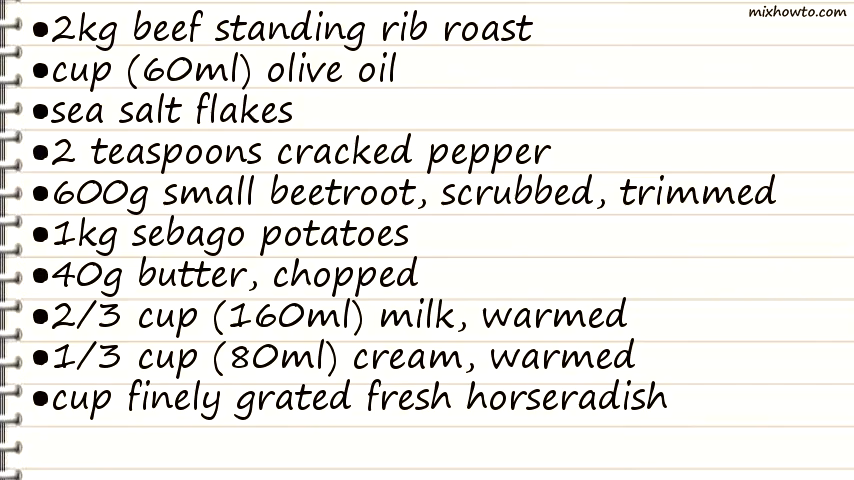 mixhowto.com
•2kg beef standing rib roast
•cup (60ml) olive oil
•sea salt flakes
•2 teaspoons cracked pepper
•600g small beetroot, scrubbed, trimmed
•1kg sebago potatoes
•40g butter, chopped
•2/3 cup (160ml) milk, warmed
•1/3 cup (80ml) cream, warmed
•cup finely grated fresh horseradish